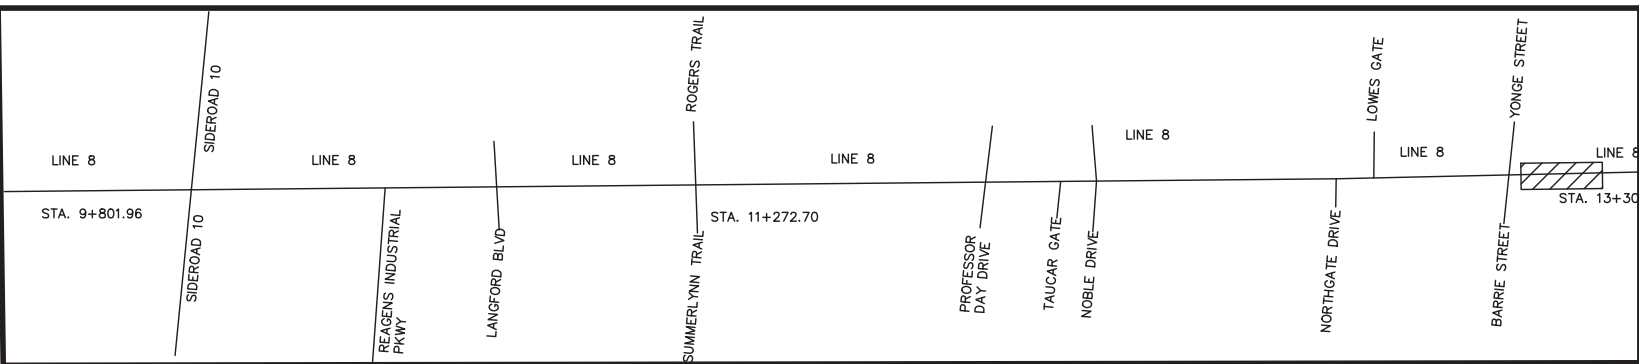 ROGERS TRAIL
YONGE STREET
LOWES GATE
SIDEROAD 10
LINE 8
LINE 8
LINE 8
LINE 8
LINE 8
LINE 8
LINE 8
STA. 9+801.96
STA. 11+272.70
STA. 13+30
SIDEROAD 10
REAGENS INDUSTRIAL
PKWY
LANGFORD BLVD
SUMMERLYNN TRAIL
PROFESSOR
DAY DRIVE
TAUCAR GATE
NOBLE DRIVE
NORTHGATE DRIVE
BARRIE STREET